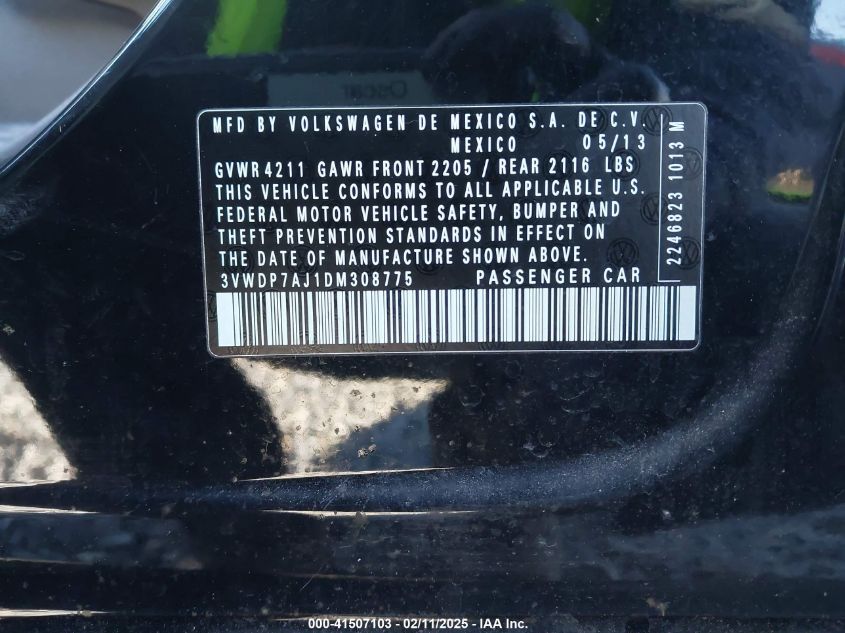 Oscar
MFD BY VOLKSWAGEN DE MEXICO S.A. DE C.V.
MEXICO 05/13
GVWR 4211 GAWR FRONT 2205 / REAR 2116 LBS
THIS VEHICLE CONFORMS TO ALL APPLICABLE U.S.
FEDERAL MOTOR VEHICLE SAFETY, BUMPER AND
THEFT PREVENTION STANDARDS IN EFFECT ON
THE DATE OF MANUFACTURE SHOWN ABOVE.
3VWDP7AJ1DM308775 PASSENGER CAR
2246823 1013 M
000-41507103 - 02/11/2025 - IAA Inc.